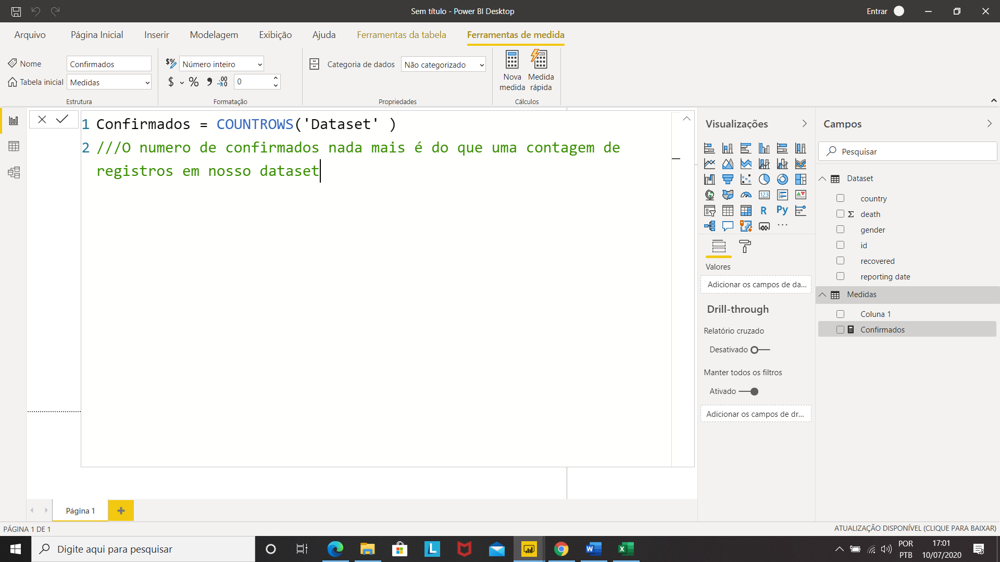 Sem título - Power BI Desktop
Entrar
Arquivo
Página Inicial
Inserir
Modelagem
Exibição
Ajuda
Ferramentas da tabela
Ferramentas de medida
Nome
Confirmados
Tabela inicial
Medidas
Estrutura
$%
Número inteiro
$ % 9 .00 →.0
0
Formatação
Categoria de dados
Não categorizado
Propriedades
Nova
medida
Medida
rápida
Cálculos
1 Confirmados = COUNTROWS('Dataset' )
2 ///O numero de confirmados nada mais é do que uma contagem de
registros em nosso dataset
Visualizações
123
R Py
...
Valores
Adicionar os campos de da...
Drill-through
Relatório cruzado
Desativado
Manter todos os filtros
Ativado
Adicionar os campos de dr...
Campos
Pesquisar
Dataset
country
Σ death
gender
id
recovered
reporting date
Medidas
Coluna 1
Confirmados
Página 1
+
PÁGINA 1 DE 1
ATUALIZAÇÃO DISPONÍVEL (CLIQUE PARA BAIXAR)
Digite aqui para pesquisar
L
W
X
POR
PTB
17:01
10/07/2020